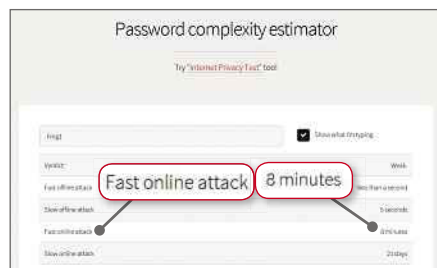 Password complexity estimator
Try "Internet Privacy Test" tool
Show what I'm typing
Verdict: Weak
Fast offline attack less than a second
Fast online attack 8 minutes
Slow offline attack 5 seconds
Fast online attack 8 minutes
Slow online attack 20 days